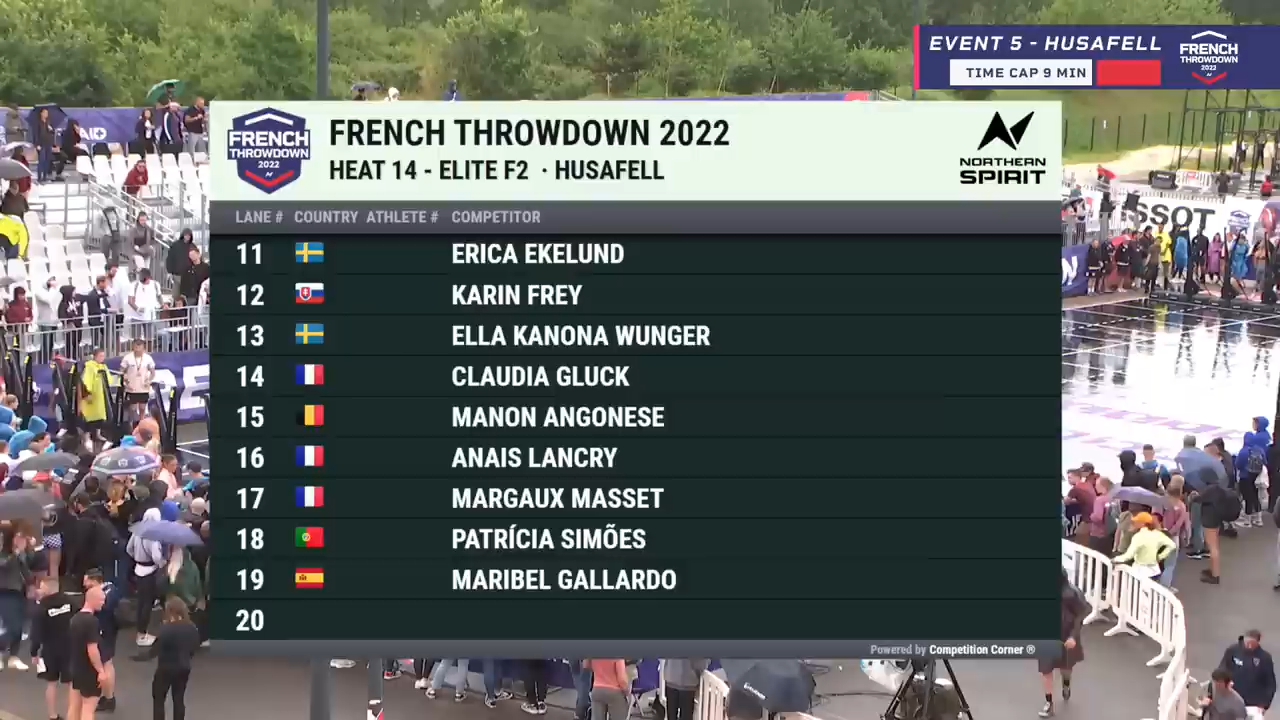 EVENT 5 - HUSAFELL
TIME CAP 9 MIN
FRENCH
THROWDOWN
2022
FRENCH
THROWDOWN
2022
FRENCH THROWDOWN 2022
HEAT 14 - ELITE F2 · HUSAFELL
NORTHERN
SPIRIT
LANE # COUNTRY ATHLETE # COMPETITOR
11 ERICA EKELUND
12 KARIN FREY
13 ELLA KANONA WUNGER
14 CLAUDIA GLUCK
15 MANON ANGONESE
16 ANAIS LANCRY
17 MARGAUX MASSET
18 PATRÍCIA SIMÕES
19 MARIBEL GALLARDO
20
Powered by Competition Corner ®